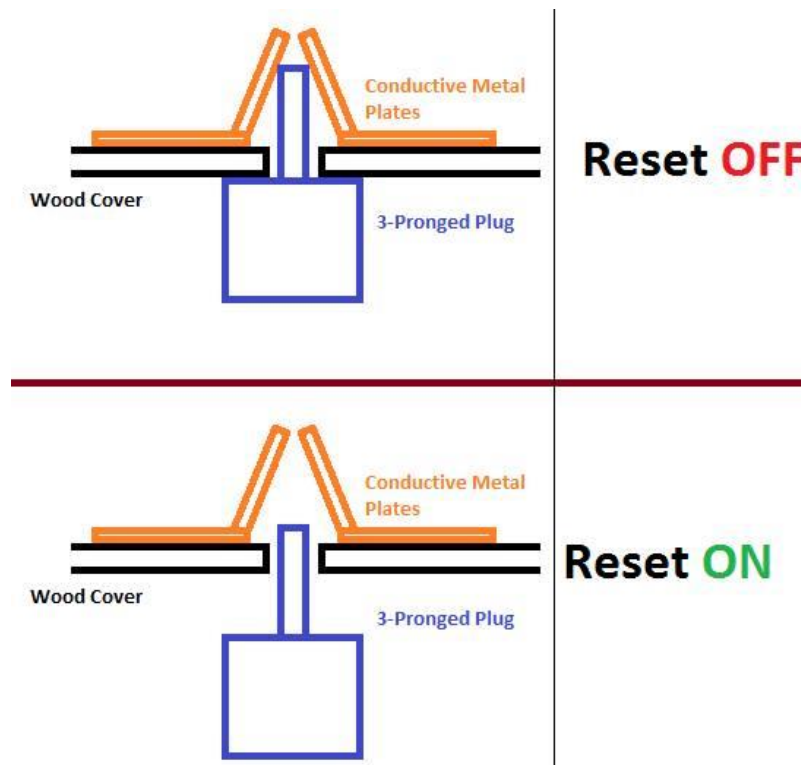 Conductive Metal
Plates
Reset OFF
Wood Cover
3-Pronged Plug
Conductive Metal
Plates
Reset ON
Wood Cover
3-Pronged Plug